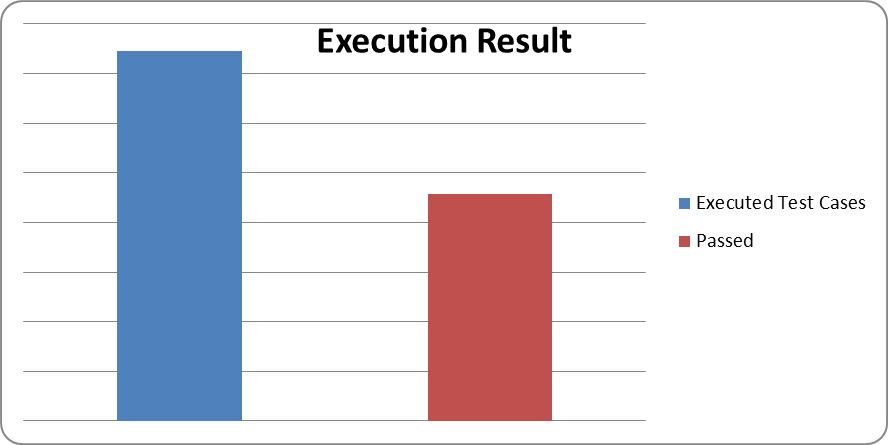 Execution Result
Executed Test Cases
Passed